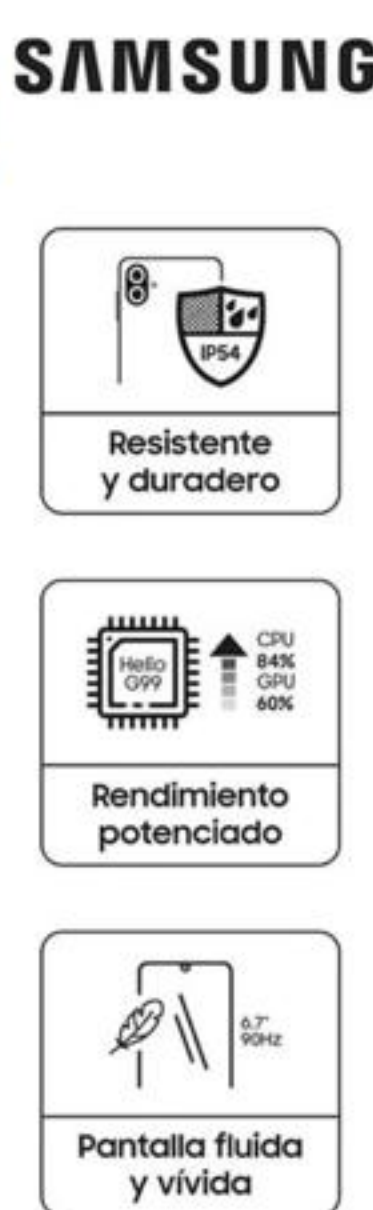 SAMSUNG
IP54
Resistente
y duradero
Helio
G99
CPU
84%
GPU
60%
Rendimiento
potenciado
6.7"
90Hz
Pantalla fluida
y vívida